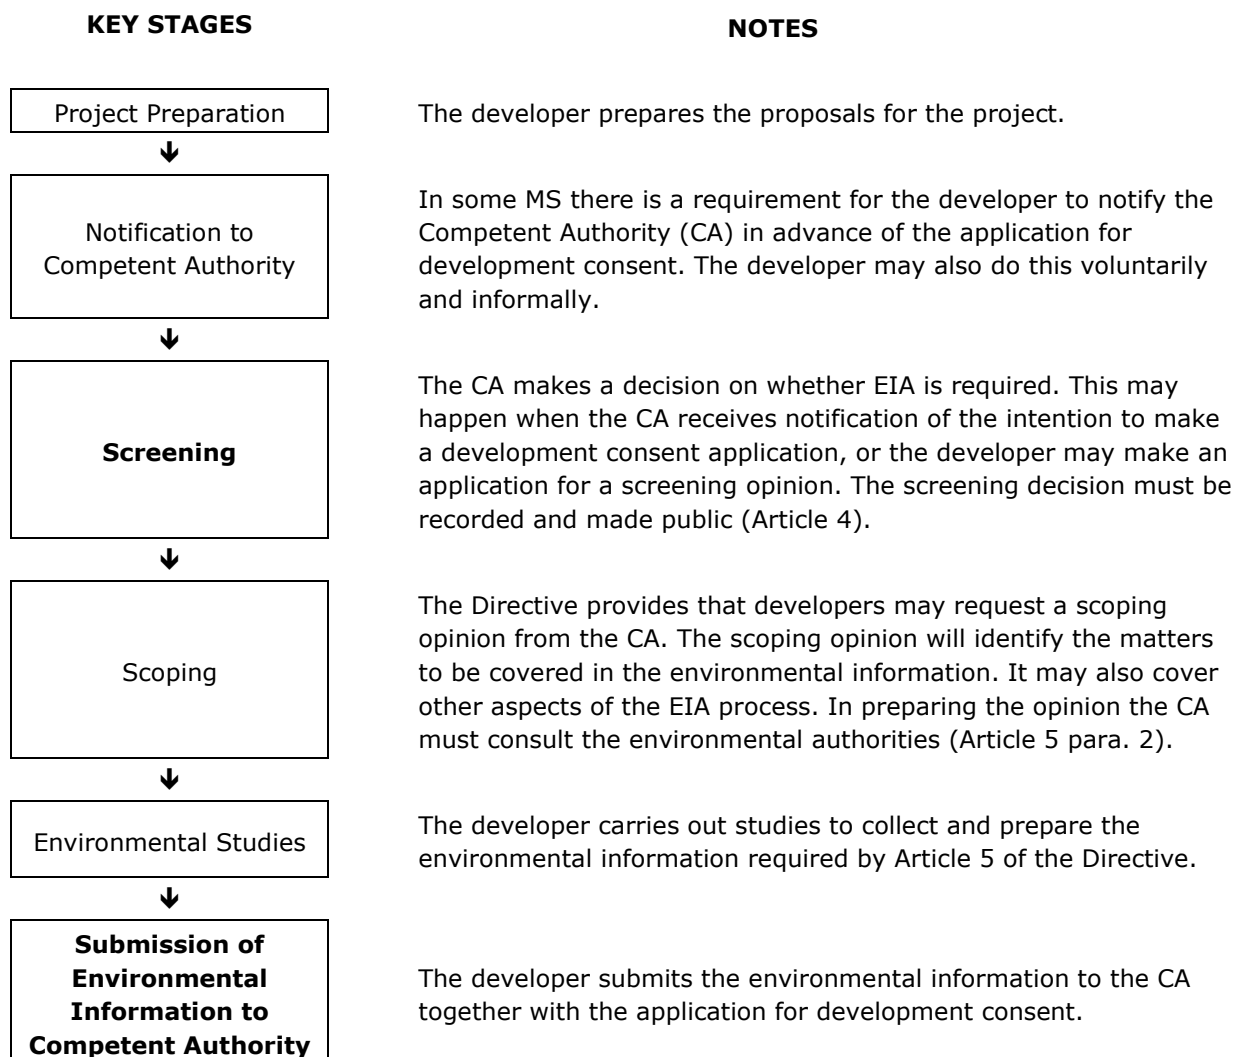 KEY STAGES
NOTES
Project Preparation
The developer prepares the proposals for the project.
Notification to
Competent Authority
In some MS there is a requirement for the developer to notify the
Competent Authority (CA) in advance of the application for
development consent. The developer may also do this voluntarily
and informally.
Screening
The CA makes a decision on whether EIA is required. This may
happen when the CA receives notification of the intention to make
a development consent application, or the developer may make an
application for a screening opinion. The screening decision must be
recorded and made public (Article 4).
Scoping
The Directive provides that developers may request a scoping
opinion from the CA. The scoping opinion will identify the matters
to be covered in the environmental information. It may also cover
other aspects of the EIA process. In preparing the opinion the CA
must consult the environmental authorities (Article 5 para. 2).
Environmental Studies
The developer carries out studies to collect and prepare the
environmental information required by Article 5 of the Directive.
Submission of
Environmental
Information to
Competent Authority
The developer submits the environmental information to the CA
together with the application for development consent.